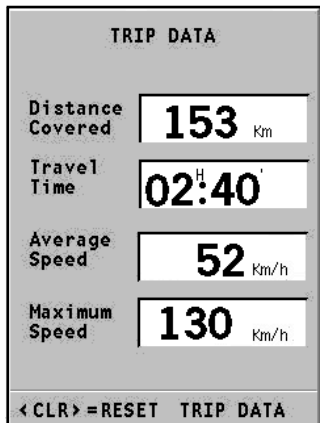 TRIP DATA
Distance
Covered
153 Km
Travel
Time
02H:40'
Average
Speed
52 Km/h
Maximum
Speed
130 Km/h
<CLR>=RESET TRIP DATA